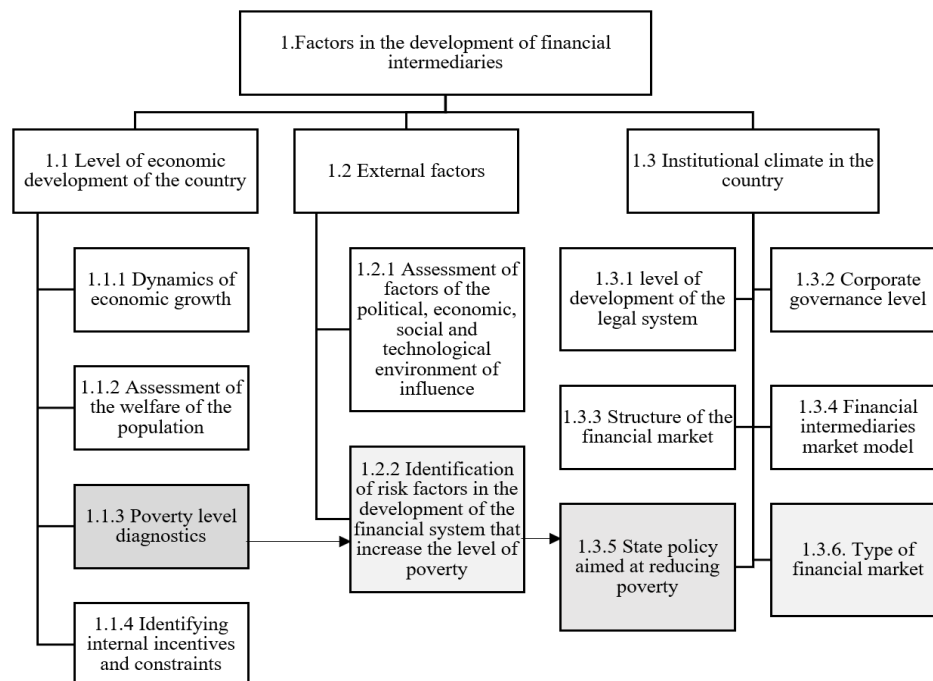 1.Factors in the development of financial
intermediaries
1.1 Level of economic
development of the country
1.2 External factors
1.3 Institutional climate in the
country
1.1.1 Dynamics of
economic growth
1.2.1 Assessment of
factors of the
political, economic,
social and
technological
environment of
influence
1.3.1 level of
development of the
legal system
1.3.2 Corporate
governance level
1.1.2 Assessment of
the welfare of the
population
1.3.3 Structure of the
financial market
1.3.4 Financial
intermediaries
market model
1.1.3 Poverty level
diagnostics
1.2.2 Identification
of risk factors in the
development of the
financial system that
increase the level of
poverty
1.3.5 State policy
aimed at reducing
poverty
1.3.6. Type of
financial market
1.1.4 Identifying
internal incentives
and constraints